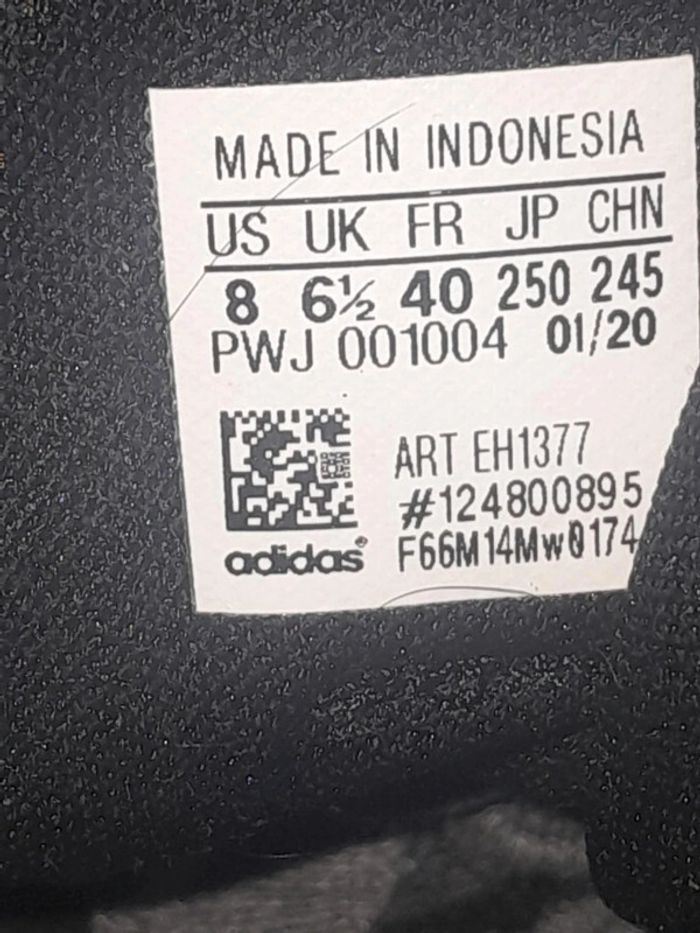 MADE IN INDONESIA
US UK FR JP CHN
8 6½ 40 250 245
PWJ 001004 01/20
ART EH1377
#124800895
adidas®
F66M14Mw0174